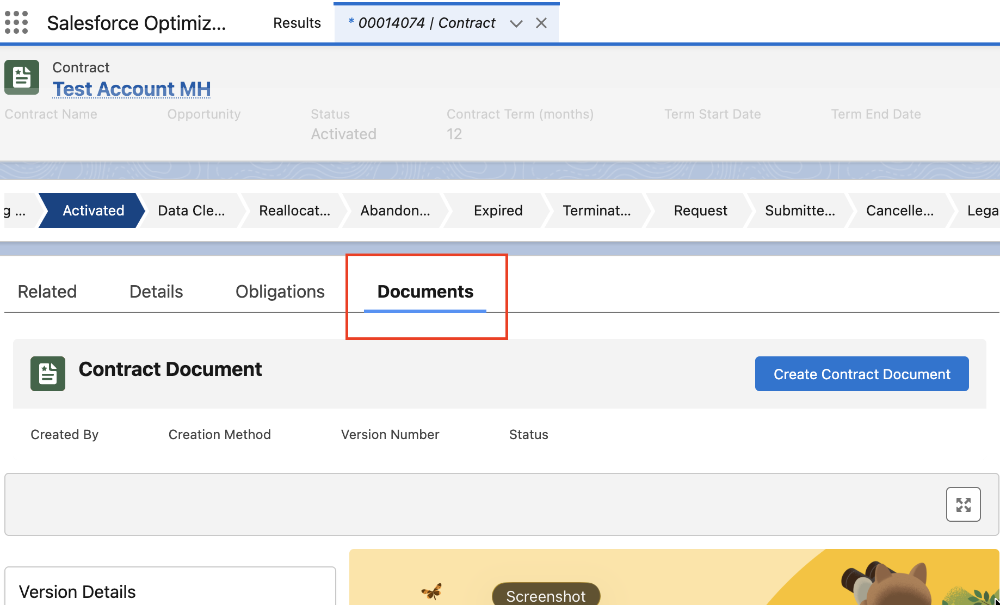 Salesforce Optimiz...
Results
* 00014074 | Contract
Contract
Test Account MH
Contract Name Opportunity Status Contract Term (months) Term Start Date Term End Date
Activated 12
g ... Activated Data Cle... Reallocat... Abandon... Expired Terminat... Request Submitte... Cancelle... Lega
Related Details Obligations Documents
Contract Document
Create Contract Document
Created By Creation Method Version Number Status
Version Details
Screenshot